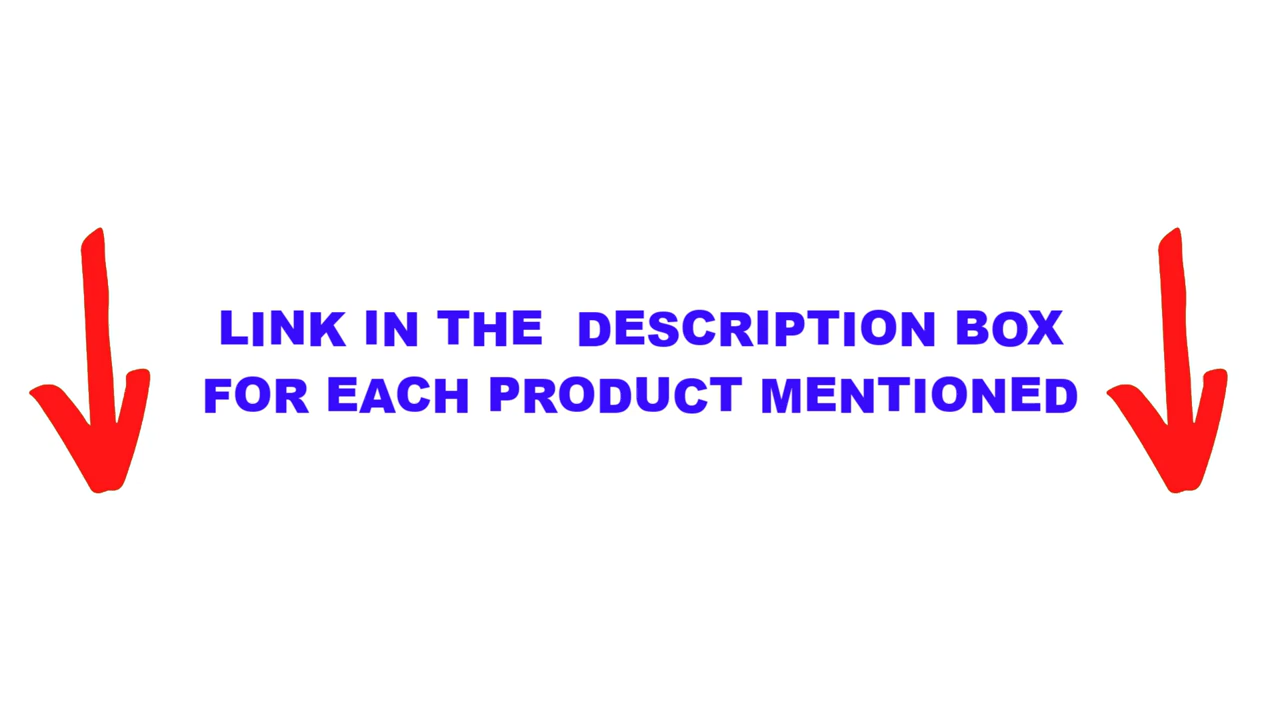 LINK IN THE  DESCRIPTION BOX
FOR EACH PRODUCT MENTIONED